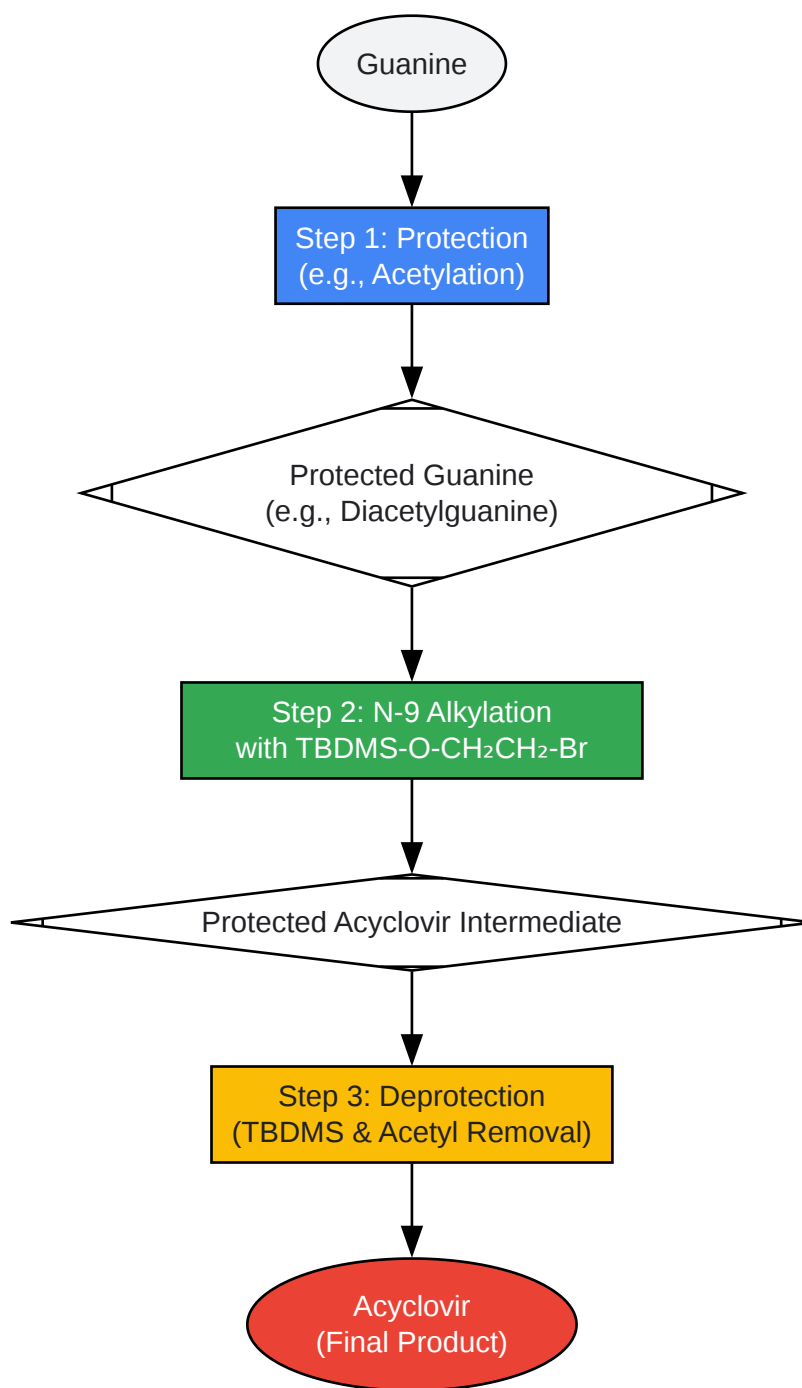 Guanine
Step 1: Protection
(e.g., Acetylation)
Protected Guanine
(e.g., Diacetylguanine)
Step 2: N-9 Alkylation
with TBDMS-O-CH₂CH₂-Br
Protected Acyclovir Intermediate
Step 3: Deprotection
(TBDMS & Acetyl Removal)
Acyclovir
(Final Product)